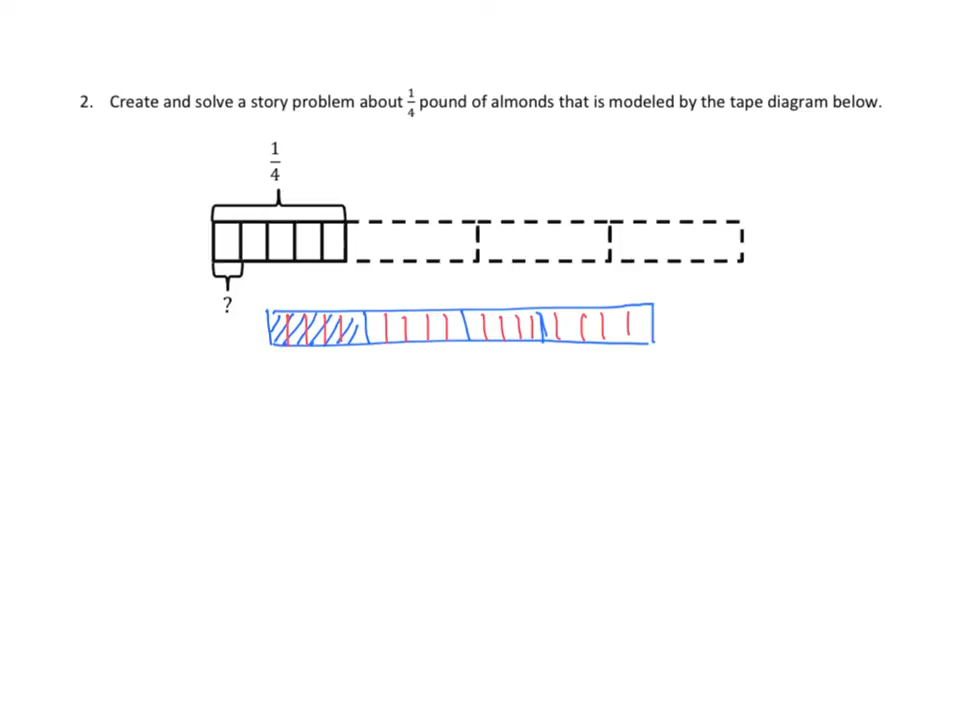 2. Create and solve a story problem about 1/4 pound of almonds that is modeled by the tape diagram below.
1/4
?